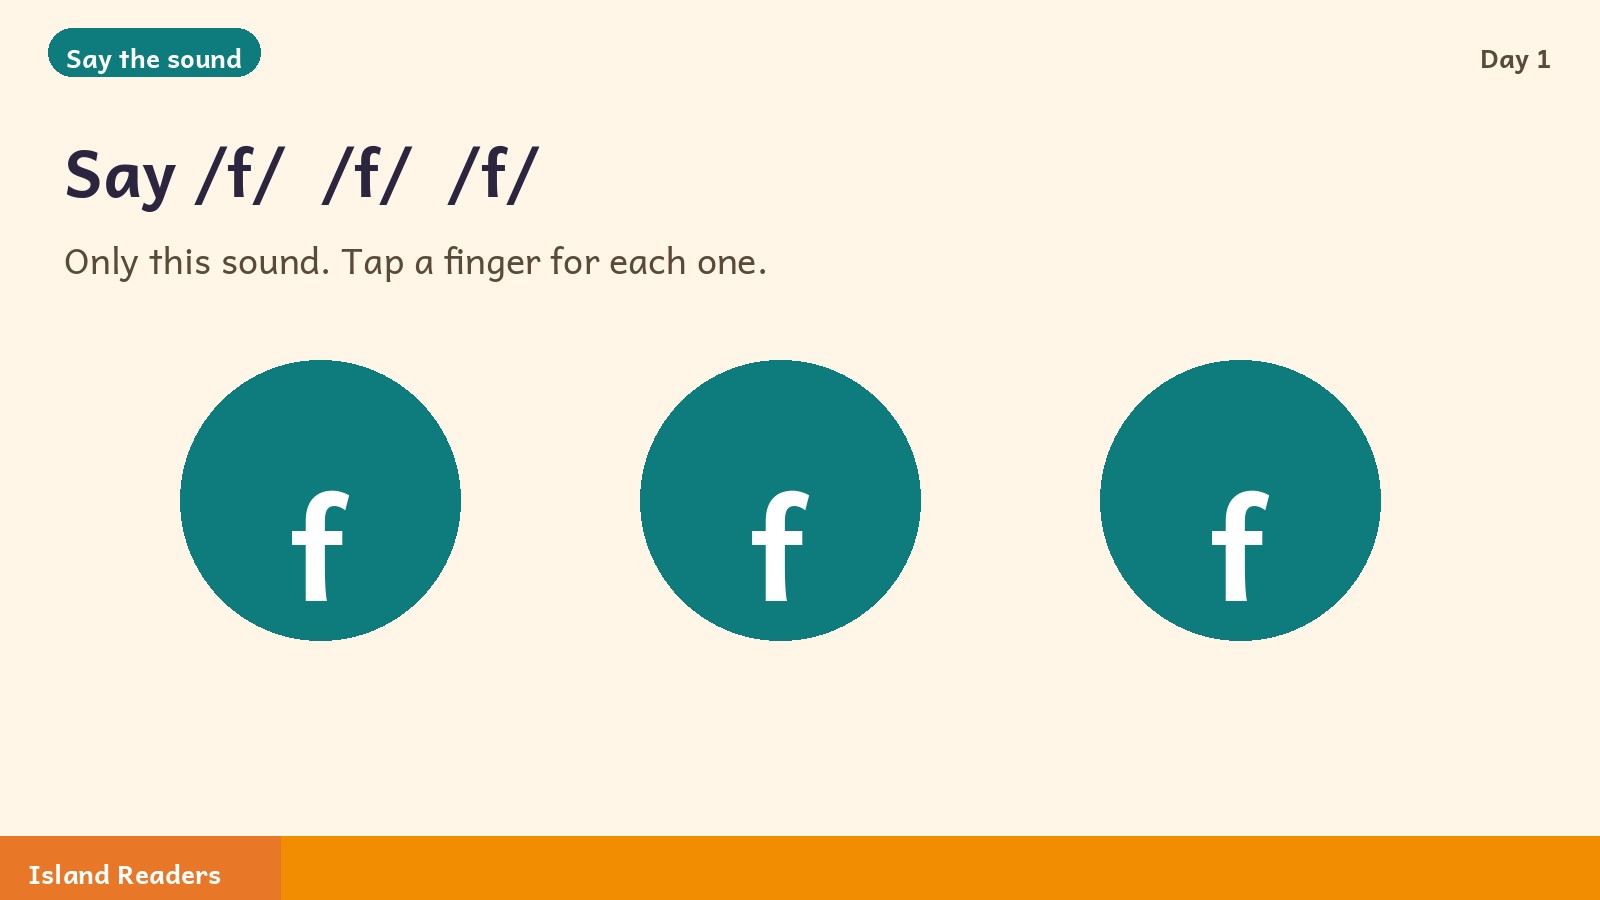 Say the sound
Day 1
Say /f/ /f/ /f/
Only this sound. Tap a finger for each one.
f f f
Island Readers